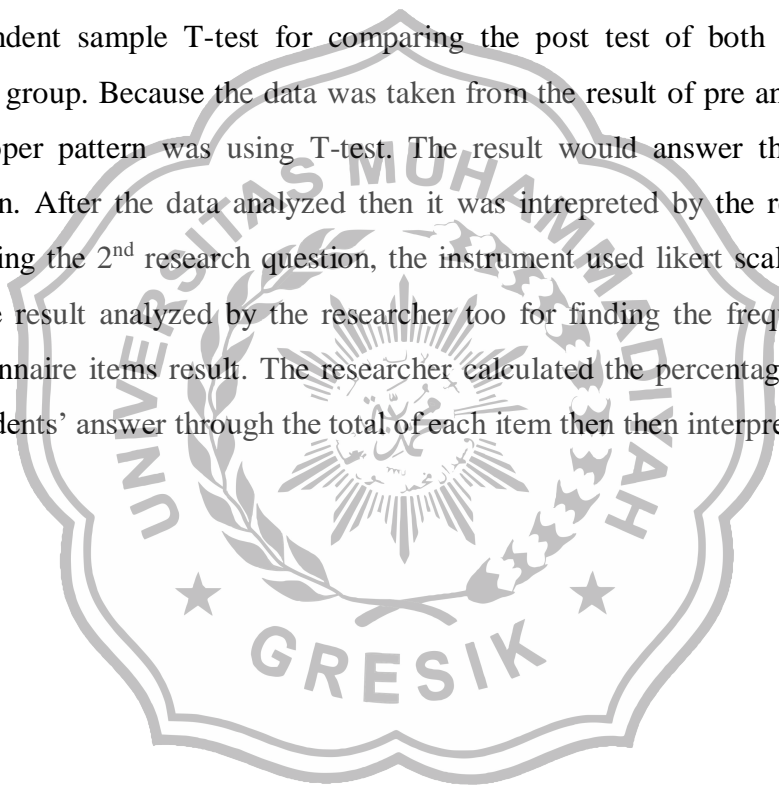 ndent sample T-test for comparing the post test of both
group. Because the data was taken from the result of pre an
oper pattern was using T-test. The result would answer th
n. After the data analyzed then it was intrepreted by the r
ing the 2nd research question, the instrument used likert scal
e result analyzed by the researcher too for finding the freq
nnaire items result. The researcher calculated the percentag
dents’ answer through the total of each item then then interpre
UNIVERSITAS MUHAMMADIYAH
GRESIK